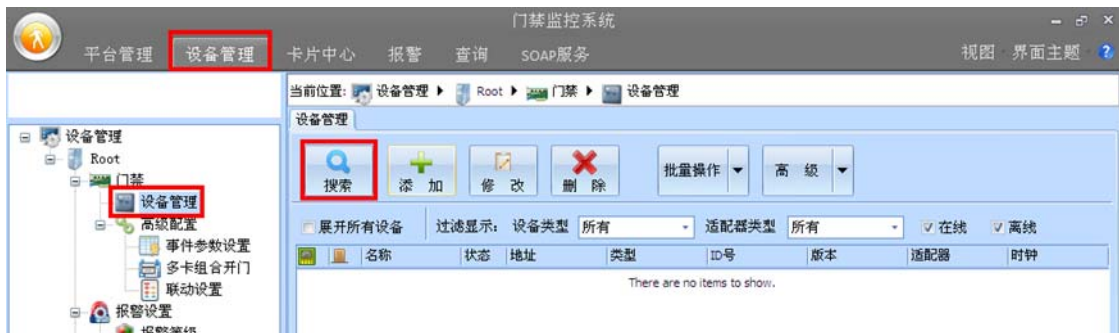 门禁监控系统
平台管理 设备管理 卡片中心 报警 查询 SOAP服务 视图 界面主题
当前位置: 设备管理 Root 门禁 设备管理
设备管理
搜索 添 加 修 改 删 除 批量操作 高 级
展开所有设备 过滤显示: 设备类型 所有 适配器类型 所有 在线 离线
名称 状态 地址 类型 ID号 版本 适配器 时钟
There are no items to show.
设备管理
Root
门禁
设备管理
高级配置
事件参数设置
多卡组合开门
联动设置
报警设置
报警等级